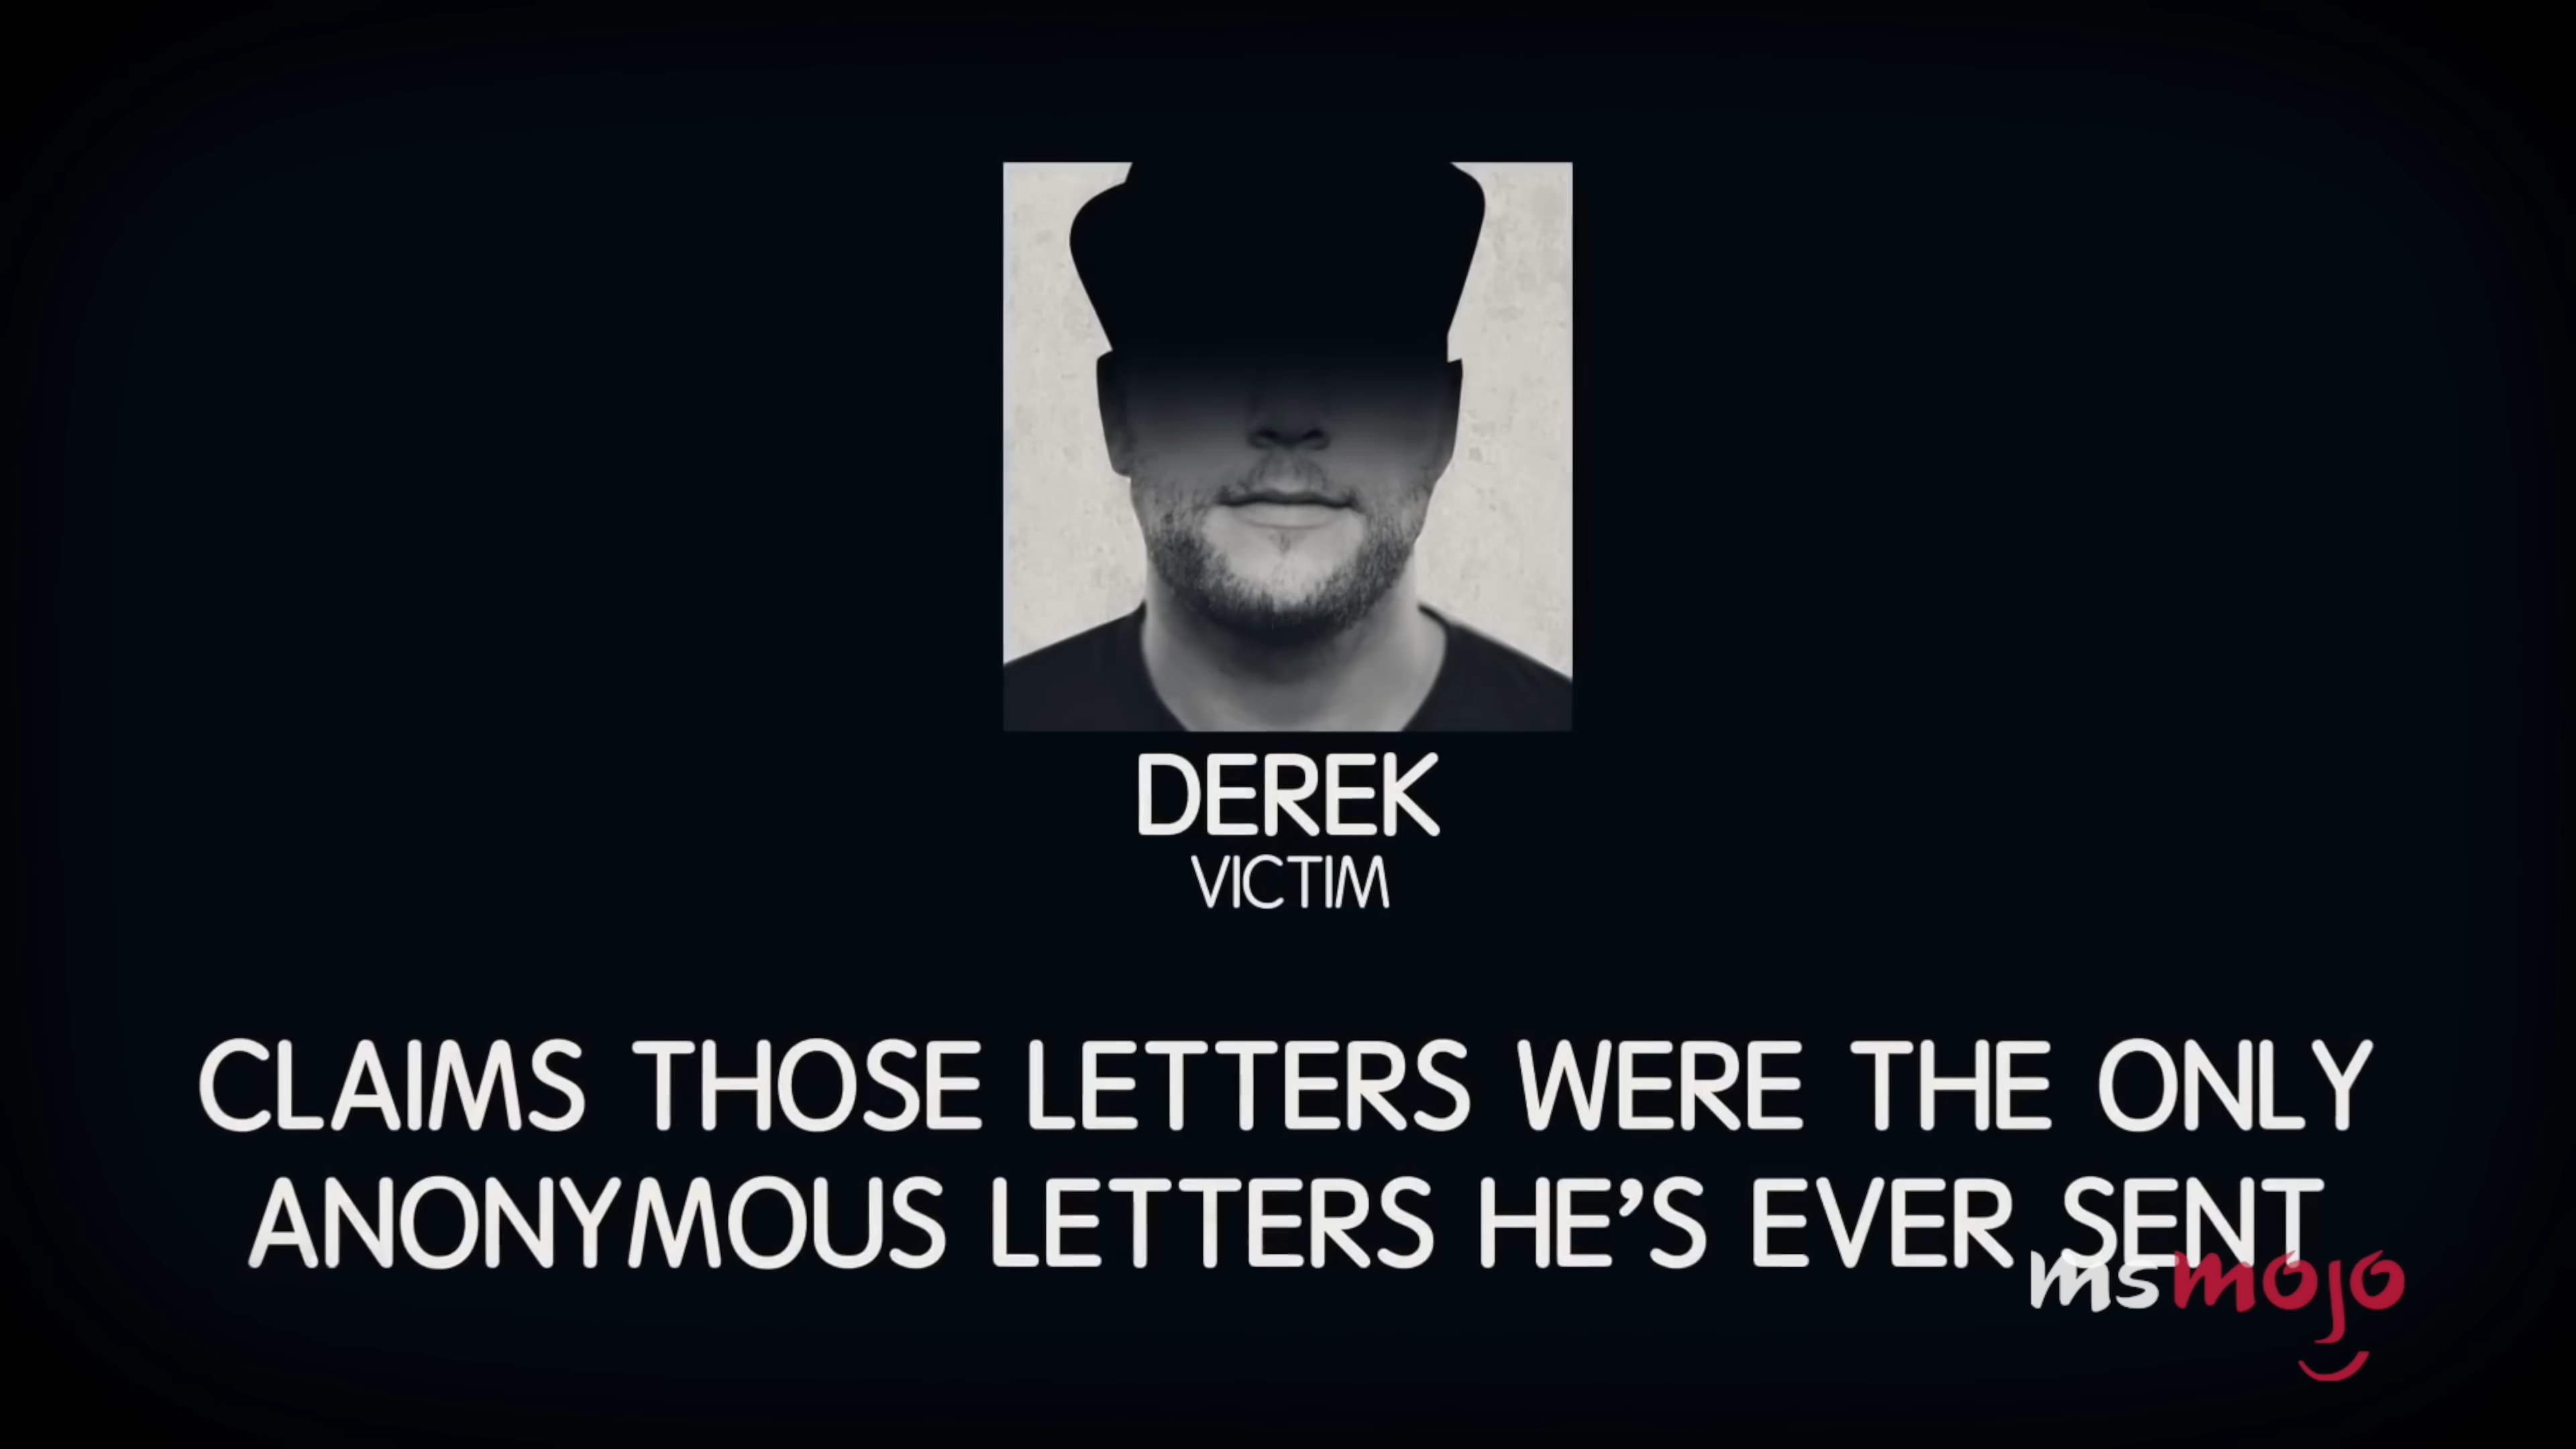 DEREK
VICTIM
CLAIMS THOSE LETTERS WERE THE ONLY
ANONYMOUS LETTERS HE’S EVER SENT
msmojo